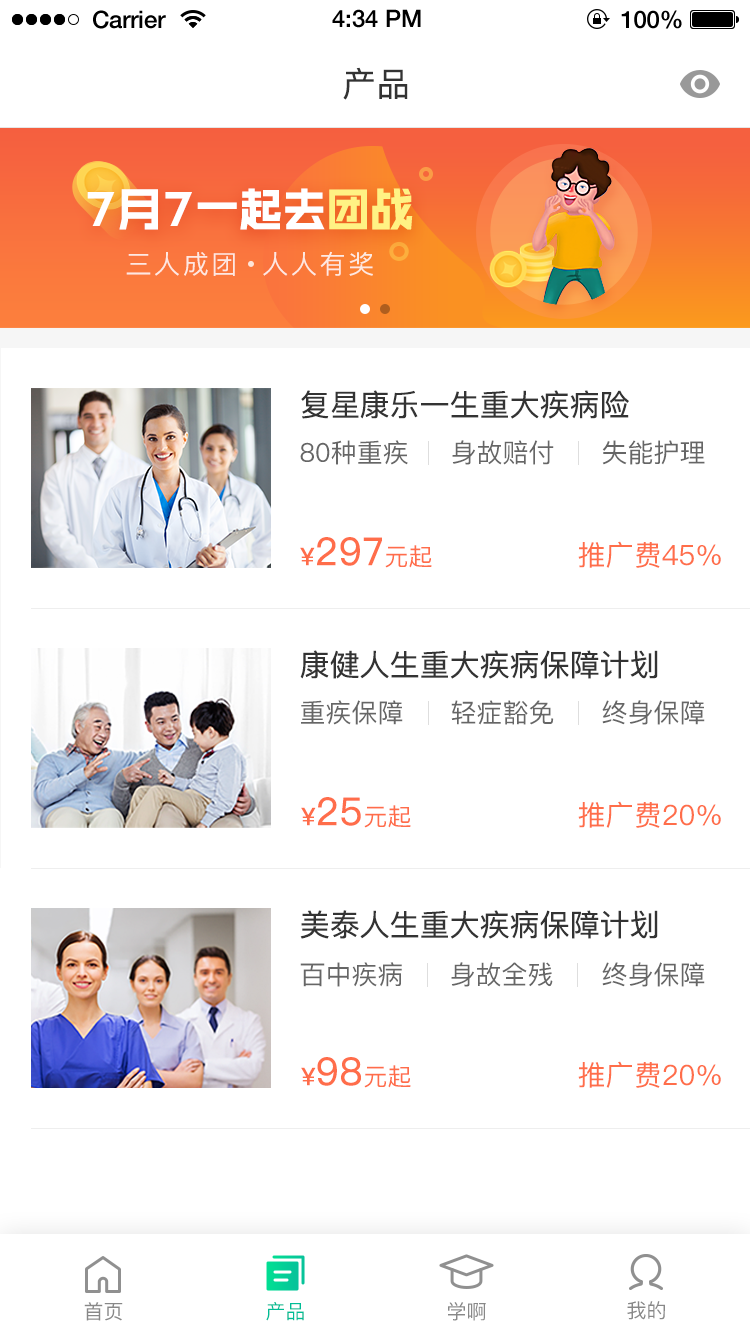 Carrier 4:34 PM 100%
产品
7月7一起去团战
三人成团•人人有奖
复星康乐一生重大疾病险
80种重疾 身故赔付 失能护理
¥297元起 推广费45%
康健人生重大疾病保障计划
重疾保障 轻症豁免 终身保障
¥25元起 推广费20%
美泰人生重大疾病保障计划
百中疾病 身故全残 终身保障
¥98元起 推广费20%
首页 产品 学啊 我的